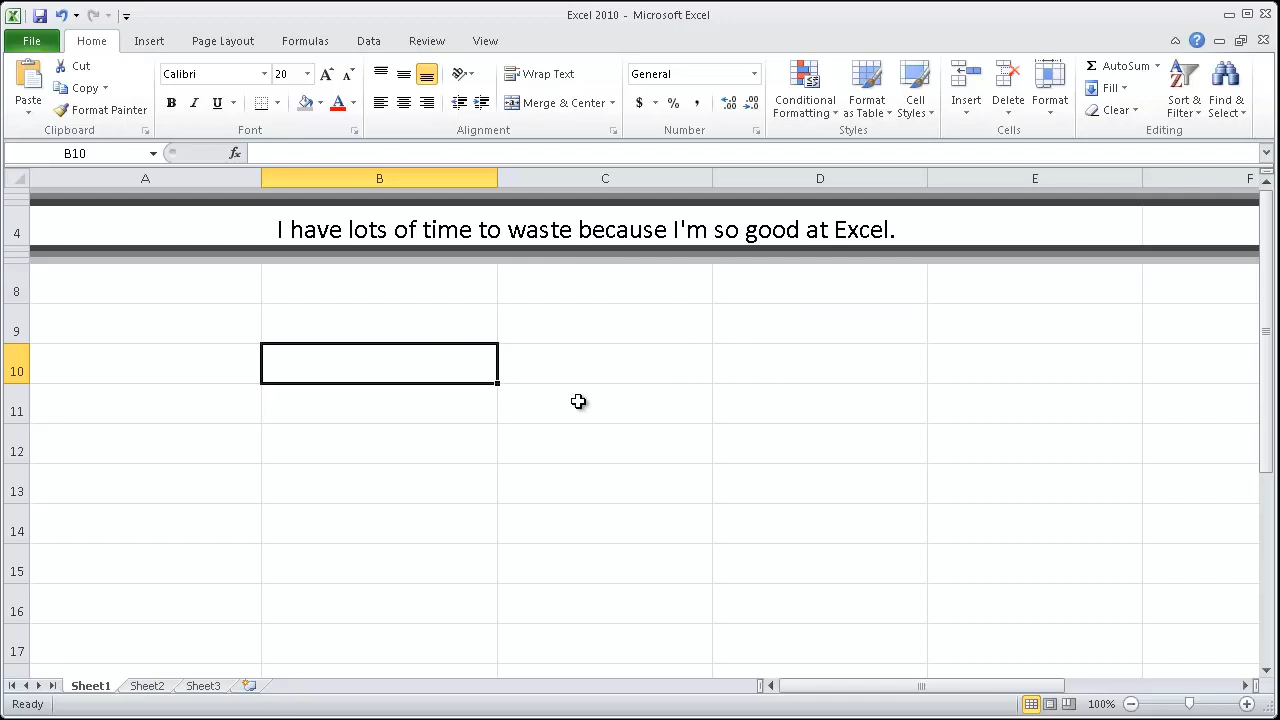 Excel 2010 - Microsoft Excel
File Home Insert Page Layout Formulas Data Review View
Paste
Cut
Copy
Format Painter
Clipboard
Calibri
B I U A
Font
Wrap Text
Merge & Center
Alignment
General
$ % ,
Number
Conditional Formatting
Format as Table
Cell Styles
Styles
Insert Delete Format
Cells
Σ AutoSum
Fill
Clear
Sort & Filter
Find & Select
Editing
B10 fx
A B C D E F
4 I have lots of time to waste because I'm so good at Excel.
8
9
10
11
12
13
14
15
16
17
Sheet1 Sheet2 Sheet3
Ready 100%